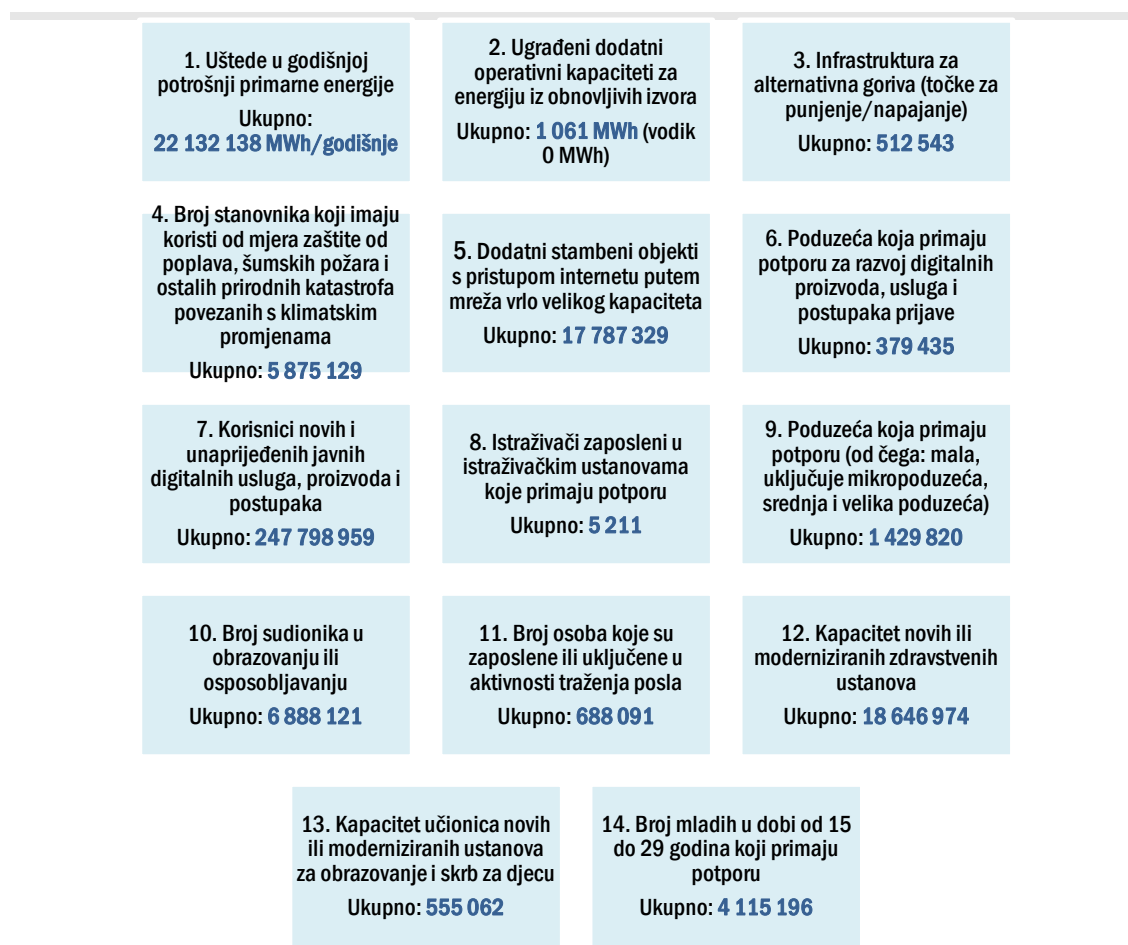 1. Uštede u godišnjoj
potrošnji primarne energije
Ukupno:
22 132 138 MWh/godišnje
2. Ugrađeni dodatni
operativni kapaciteti za
energiju iz obnovljivih izvora
Ukupno: 1 061 MWh (vodik
0 MWh)
3. Infrastruktura za
alternativna goriva (točke za
punjenje/napajanje)
Ukupno: 512 543
4. Broj stanovnika koji imaju
koristi od mjera zaštite od
poplava, šumskih požara i
ostalih prirodnih katastrofa
povezanih s klimatskim
promjenama
Ukupno: 5 875 129
5. Dodatni stambeni objekti
s pristupom internetu putem
mreža vrlo velikog kapaciteta
Ukupno: 17 787 329
6. Poduzeća koja primaju
potporu za razvoj digitalnih
proizvoda, usluga i
postupaka prijave
Ukupno: 379 435
7. Korisnici novih i
unaprijeđenih javnih
digitalnih usluga, proizvoda i
postupaka
Ukupno: 247 798 959
8. Istraživači zaposleni u
istraživačkim ustanovama
koje primaju potporu
Ukupno: 5 211
9. Poduzeća koja primaju
potporu (od čega: mala,
uključuje mikropoduzeća,
srednja i velika poduzeća)
Ukupno: 1 429 820
10. Broj sudionika u
obrazovanju ili
osposobljavanju
Ukupno: 6 888 121
11. Broj osoba koje su
zaposlene ili uključene u
aktivnosti traženja posla
Ukupno: 688 091
12. Kapacitet novih ili
moderniziranih zdravstvenih
ustanova
Ukupno: 18 646 974
13. Kapacitet učionica novih
ili moderniziranih ustanova
za obrazovanje i skrb za djecu
Ukupno: 555 062
14. Broj mladih u dobi od 15
do 29 godina koji primaju
potporu
Ukupno: 4 115 196